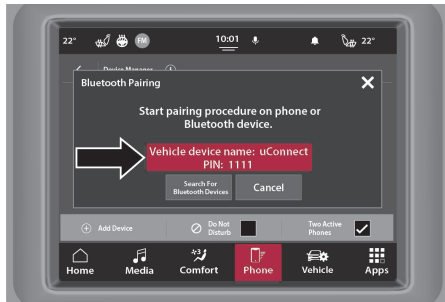 22° FM 10:01 22°
Device Manager
Bluetooth Pairing X
Start pairing procedure on phone or
Bluetooth device.
Vehicle device name: uConnect
PIN: 1111
Search For
Bluetooth Devices
Cancel
Add Device
Do Not
Disturb
Two Active
Phones
Home Media Comfort Phone Vehicle Apps